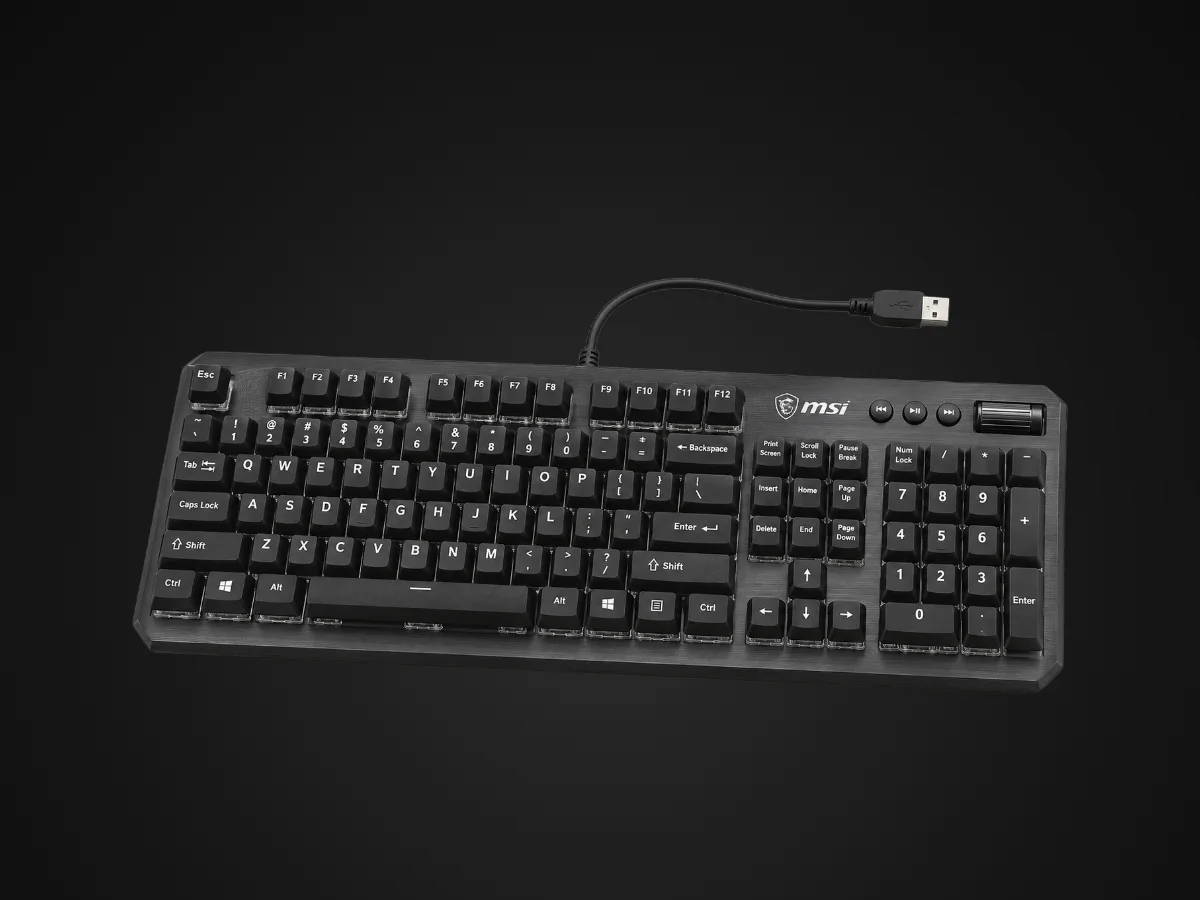 Esc F1 F2 F3 F4 F5 F6 F7 F8 F9 F10 F11 F12 msi
~ ` ! 1 @ 2 # 3 $ 4 % 5 ^ 6 & 7 * 8 ( 9 ) 0 _ - ± = ← Backspace Print Screen Scroll Lock Pause Break Num Lock / * −
Tab Q W E R T Y U I O P { [ } ] | \ Insert Home Page Up 7 8 9 +
Caps Lock A S D F G H J K L : ; " , Enter Delete End Page Down 4 5 6
⇧ Shift Z X C V B N M < , > . ? / ⇧ Shift ↑ 1 2 3 Enter
Ctrl Alt Alt Ctrl ← ↓ → 0 .